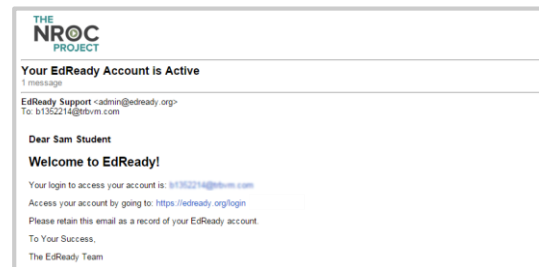 THE
NROC
PROJECT
Your EdReady Account is Active
1 message
EdReady Support <admin@edready.org>
To: b1352214@trbvm.com
Dear Sam Student
Welcome to EdReady!
Your login to access your account is: b1352214@trbvm.com
Access your account by going to: https://edready.org/login
Please retain this email as a record of your EdReady account.
To Your Success,
The EdReady Team